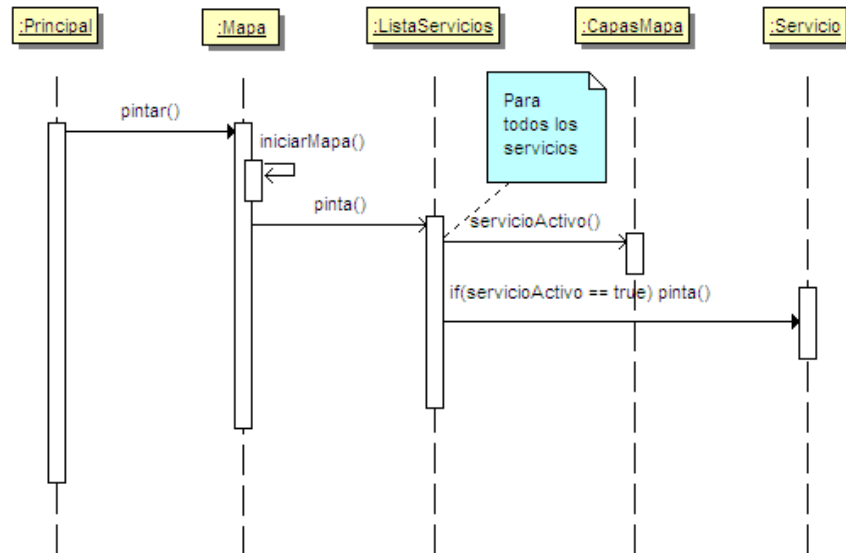 :Principal
:Mapa
:ListaServicios
:CapasMapa
:Servicio
Para
todos los
servicios
pintar()
iniciarMapa()
pinta()
servicioActivo()
if(servicioActivo == true) pinta()